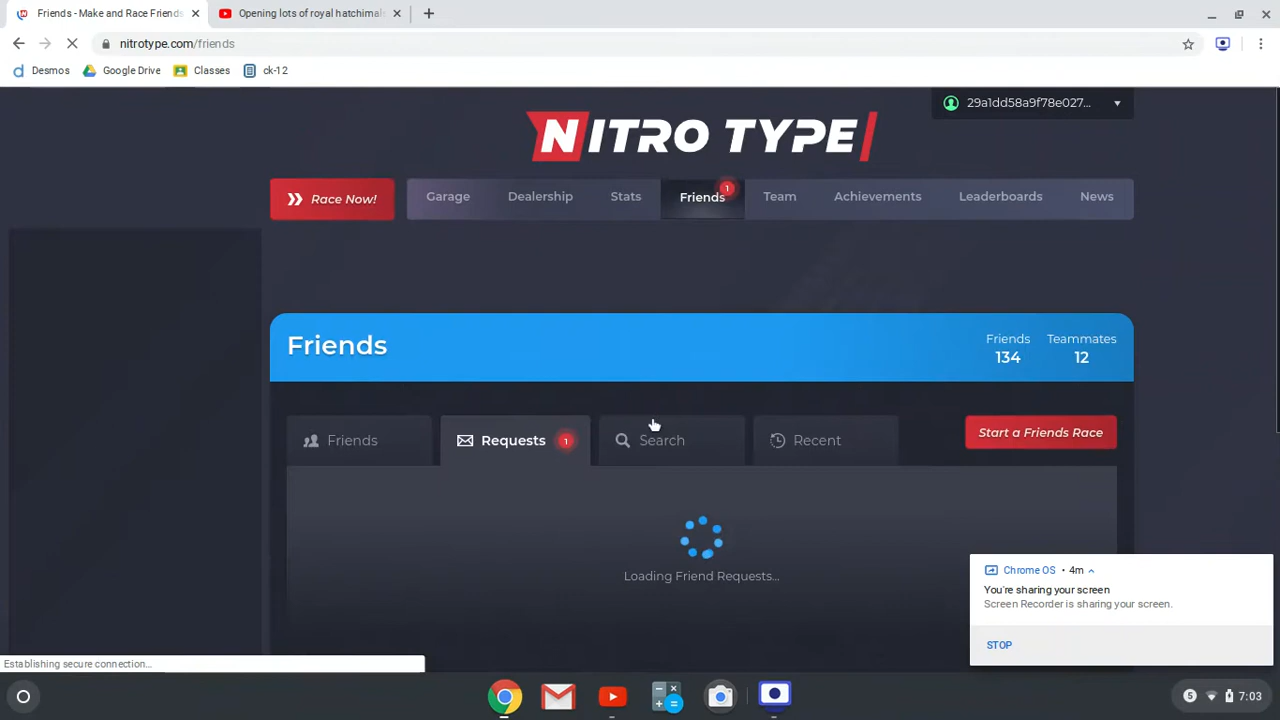 Friends - Make and Race Friends
Opening lots of royal hatchimals
nitrotype.com/friends
Desmos
Google Drive
Classes
ck-12
29a1dd58a9f78e027...
NITRO TYPE
Race Now!
Garage
Dealership
Stats
Friends
1
Team
Achievements
Leaderboards
News
Friends
Friends
134
Teammates
12
Friends
Requests
1
Search
Recent
Start a Friends Race
Loading Friend Requests...
Chrome OS • 4m
You're sharing your screen
Screen Recorder is sharing your screen.
STOP
Establishing secure connection...
5
7:03